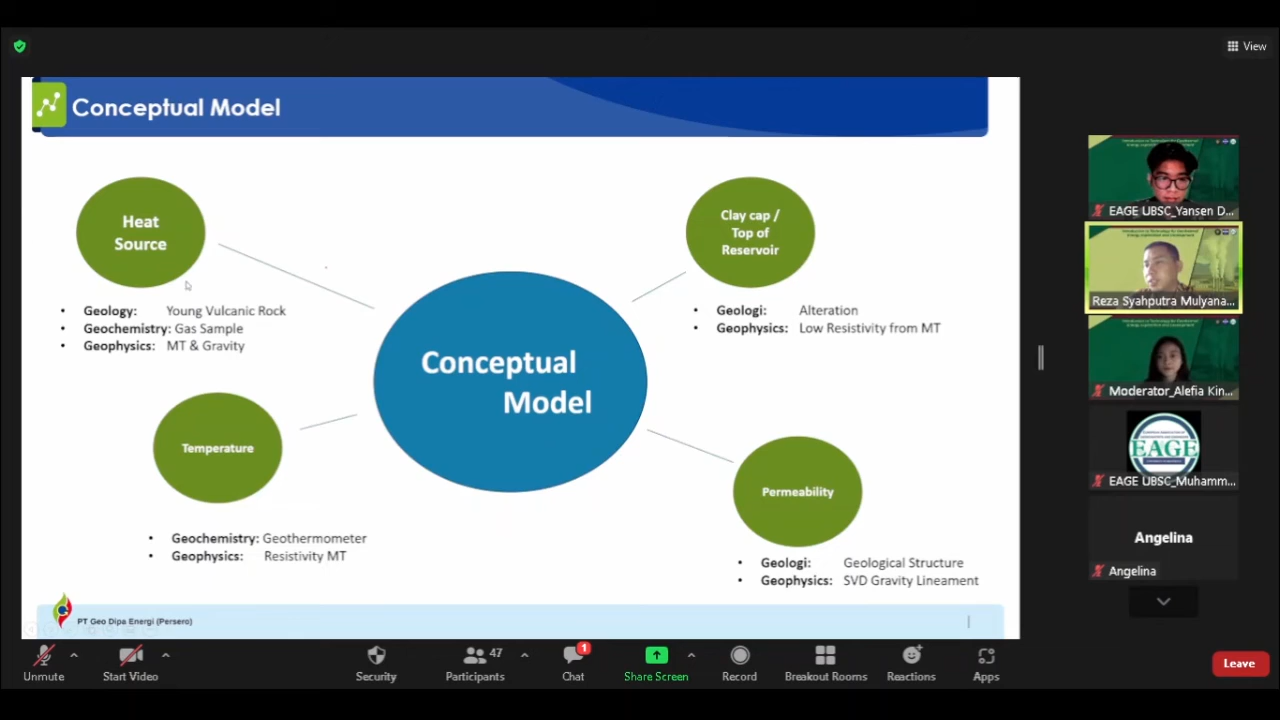 View
Conceptual Model
Heat
Source
• Geology: Young Vulcanic Rock
• Geochemistry: Gas Sample
• Geophysics: MT & Gravity
Clay cap /
Top of
Reservoir
• Geologi: Alteration
• Geophysics: Low Resistivity from MT
Conceptual
Model
Temperature
• Geochemistry: Geothermometer
• Geophysics: Resistivity MT
Permeability
• Geologi: Geological Structure
• Geophysics: SVD Gravity Lineament
PT Geo Dipa Energi (Persero)
EAGE UBSC_Yansen D...
Reza Syahputra Mulyana...
Moderator_Alefia Kin...
EAGE
EAGE UBSC_Muhamm...
Angelina
Angelina
Unmute
Start Video
Security
47
Participants
1
Chat
Share Screen
Record
Breakout Rooms
Reactions
Apps
Leave